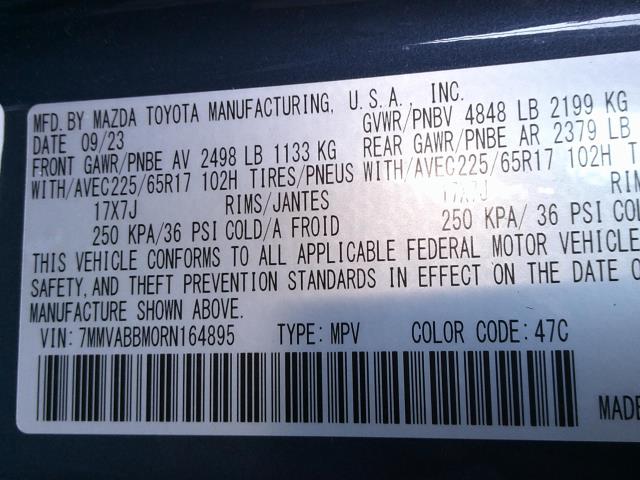 MFD. BY MAZDA TOYOTA MANUFACTURING, U.S.A. INC.
DATE 09/23 GVWR/PNBV 4848 LB 2199 KG
FRONT GAWR/PNBE AV 2498 LB 1133 KG REAR GAWR/PNBE AR 2379 LB
WITH/AVEC225/65R17 102H TIRES/PNEUS WITH/AVEC225/65R17 102H
17X7J RIMS/JANTES 17X7J RIM
250 KPA/36 PSI COLD/A FROID 250 KPA/ 36 PSI COL
THIS VEHICLE CONFORMS TO ALL APPLICABLE FEDERAL MOTOR VEHICLE
SAFETY, AND THEFT PREVENTION STANDARDS IN EFFECT ON THE DATE O
MANUFACTURE SHOWN ABOVE.
VIN: 7MMVABBM0RN164895 TYPE: MPV COLOR CODE: 47C
MADE